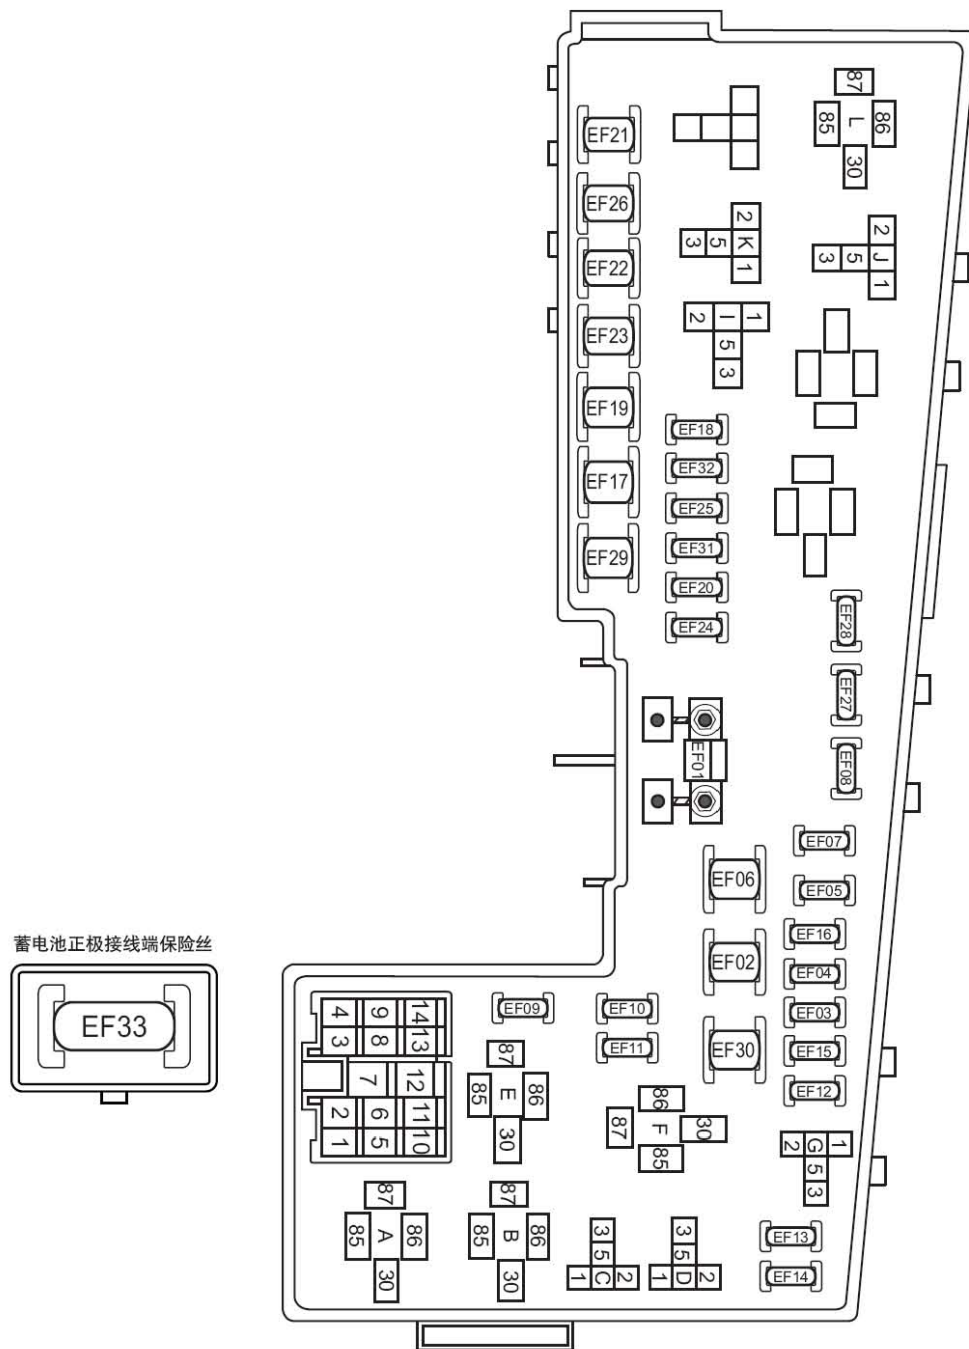 87
85 L 86
30
EF21
EF26
2
3 5 K
1
2
3 5 J
1
EF22
2 I 1
5
3
EF23
EF19
EF18
EF32
EF17
EF25
EF31
EF29
EF20
EF24
EF28
EF27
EF01
EF08
EF07
EF06
EF05
EF16
EF02
EF04
EF03
EF30
EF15
EF12
蓄电池正极接线端保险丝
EF33
4 9 14
3 8 13
7 12
2 6 11
1 5 10
EF09
EF10
EF11
87
85 E 86
30
86
87 F 30
85
2 G 1
5
3
87
85 A 86
30
87
85 B 86
30
3
5
1 C 2
3
5
1 D 2
EF13
EF14